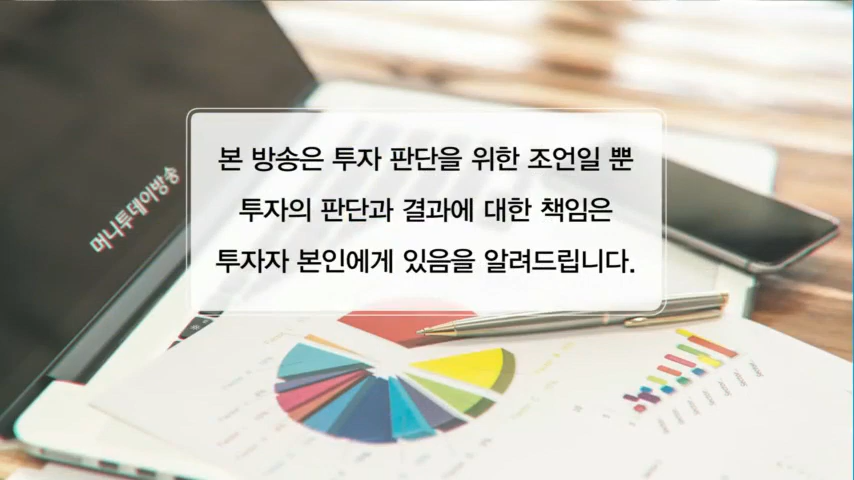 본 방송은 투자 판단을 위한 조언일 뿐
투자의 판단과 결과에 대한 책임은
투자자 본인에게 있음을 알려드립니다.
머니투데이방송